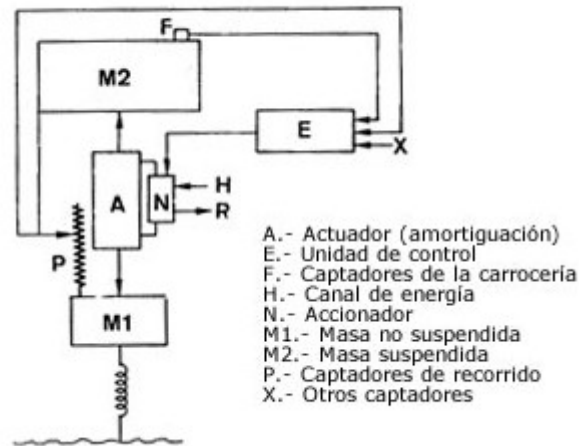 F
M2
E
X
A
N
H
R
P
M1
A.- Actuador (amortiguación)
E.- Unidad de control
F.- Captadores de la carrocería
H.- Canal de energía
N.- Accionador
M1.- Masa no suspendida
M2.- Masa suspendida
P.- Captadores de recorrido
X.- Otros captadores